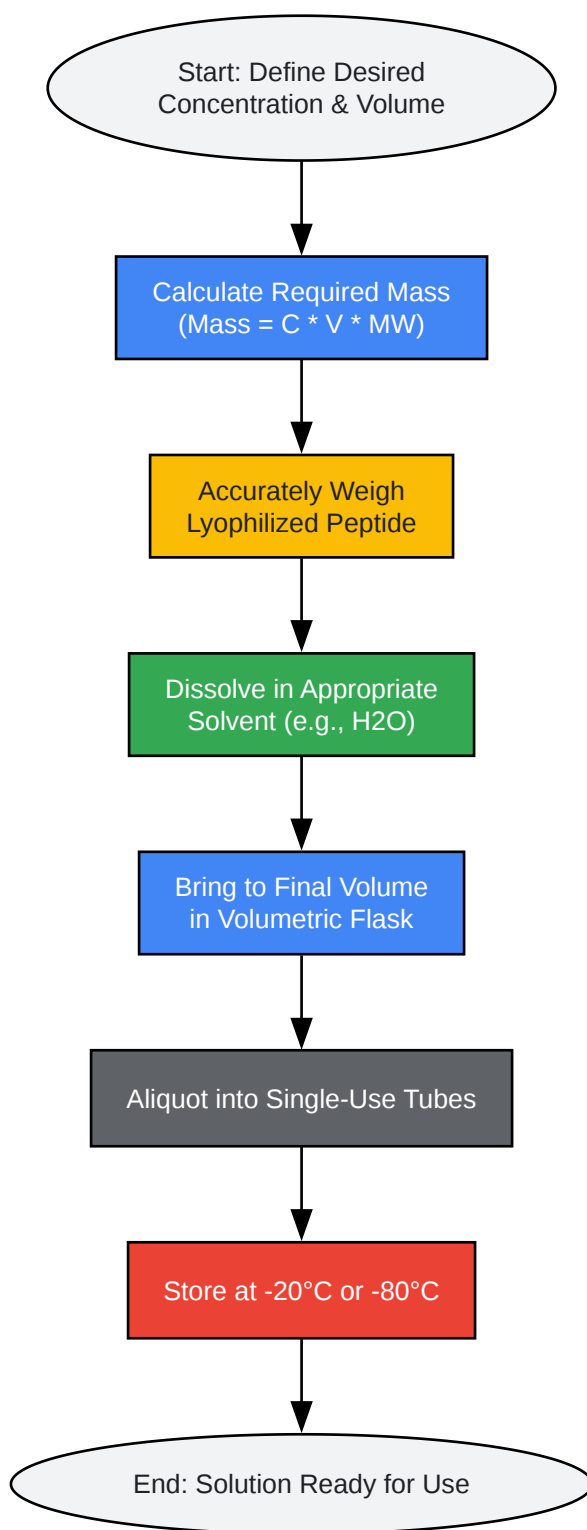 Start: Define Desired
Concentration & Volume
Calculate Required Mass
(Mass = C * V * MW)
Accurately Weigh
Lyophilized Peptide
Dissolve in Appropriate
Solvent (e.g., H2O)
Bring to Final Volume
in Volumetric Flask
Aliquot into Single-Use Tubes
Store at -20°C or -80°C
End: Solution Ready for Use